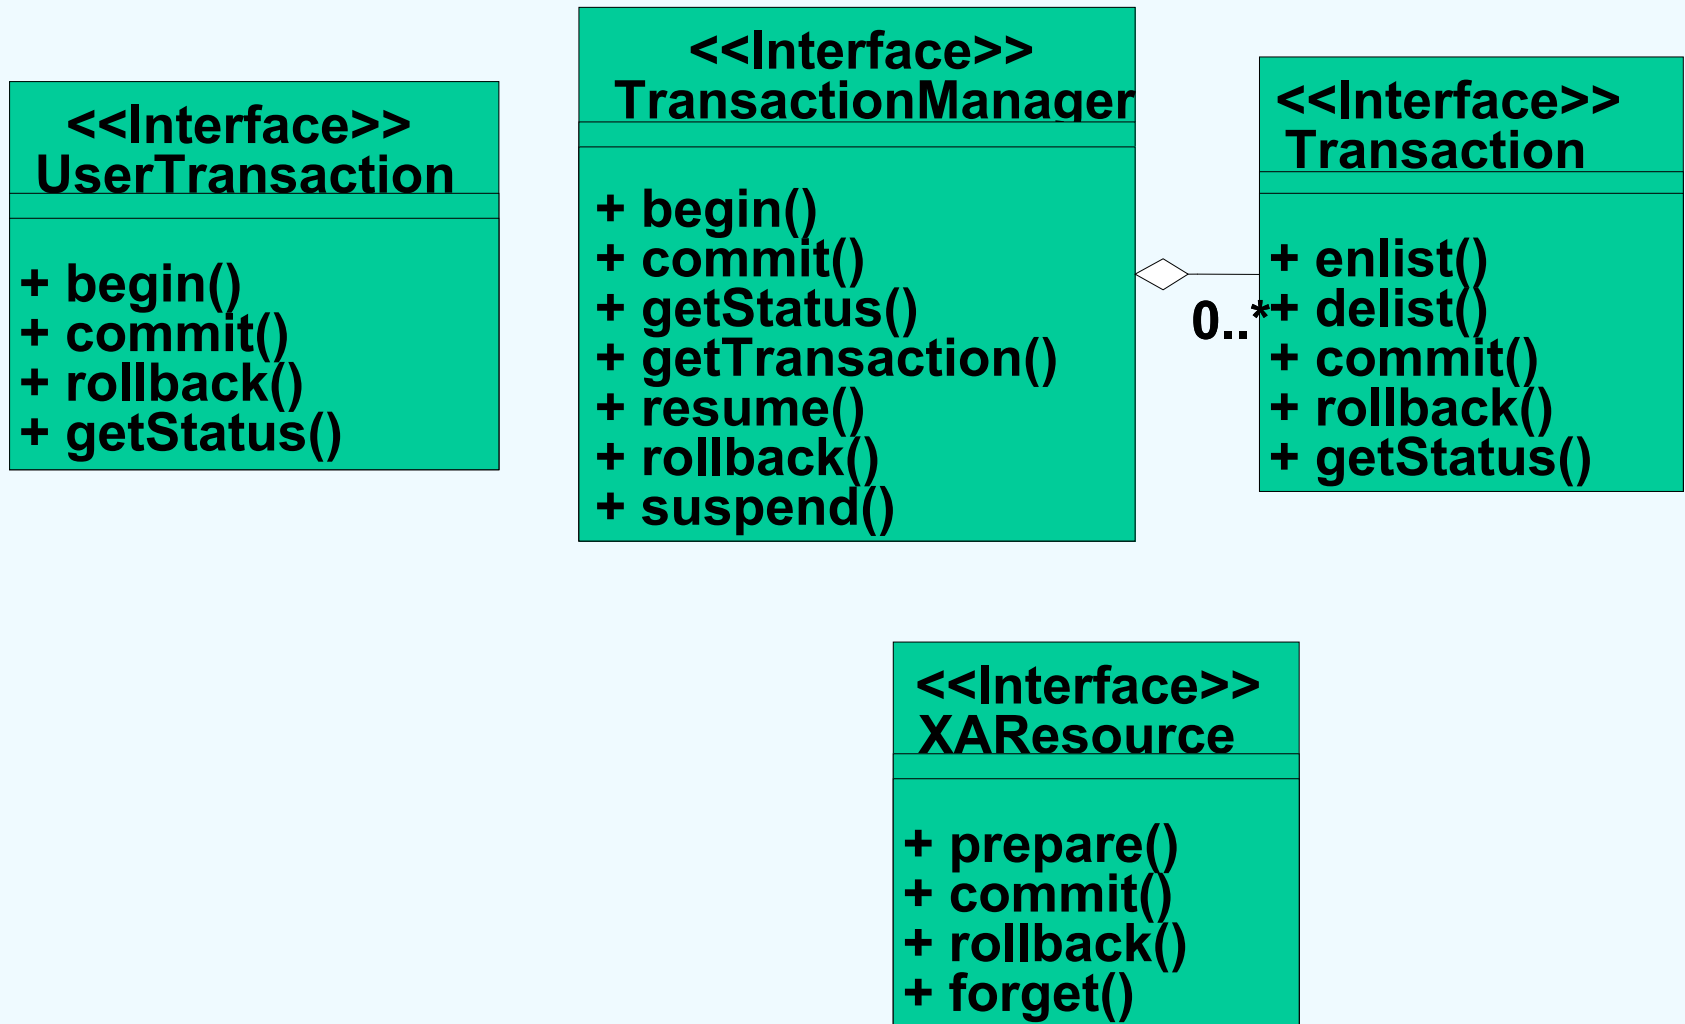 <<Interface>>
UserTransaction
+ begin()
+ commit()
+ rollback()
+ getStatus()
<<Interface>>
TransactionManager
+ begin()
+ commit()
+ getStatus()
+ getTransaction()
+ resume()
+ rollback()
+ suspend()
0..*
<<Interface>>
Transaction
+ enlist()
+ delist()
+ commit()
+ rollback()
+ getStatus()
<<Interface>>
XAResource
+ prepare()
+ commit()
+ rollback()
+ forget()